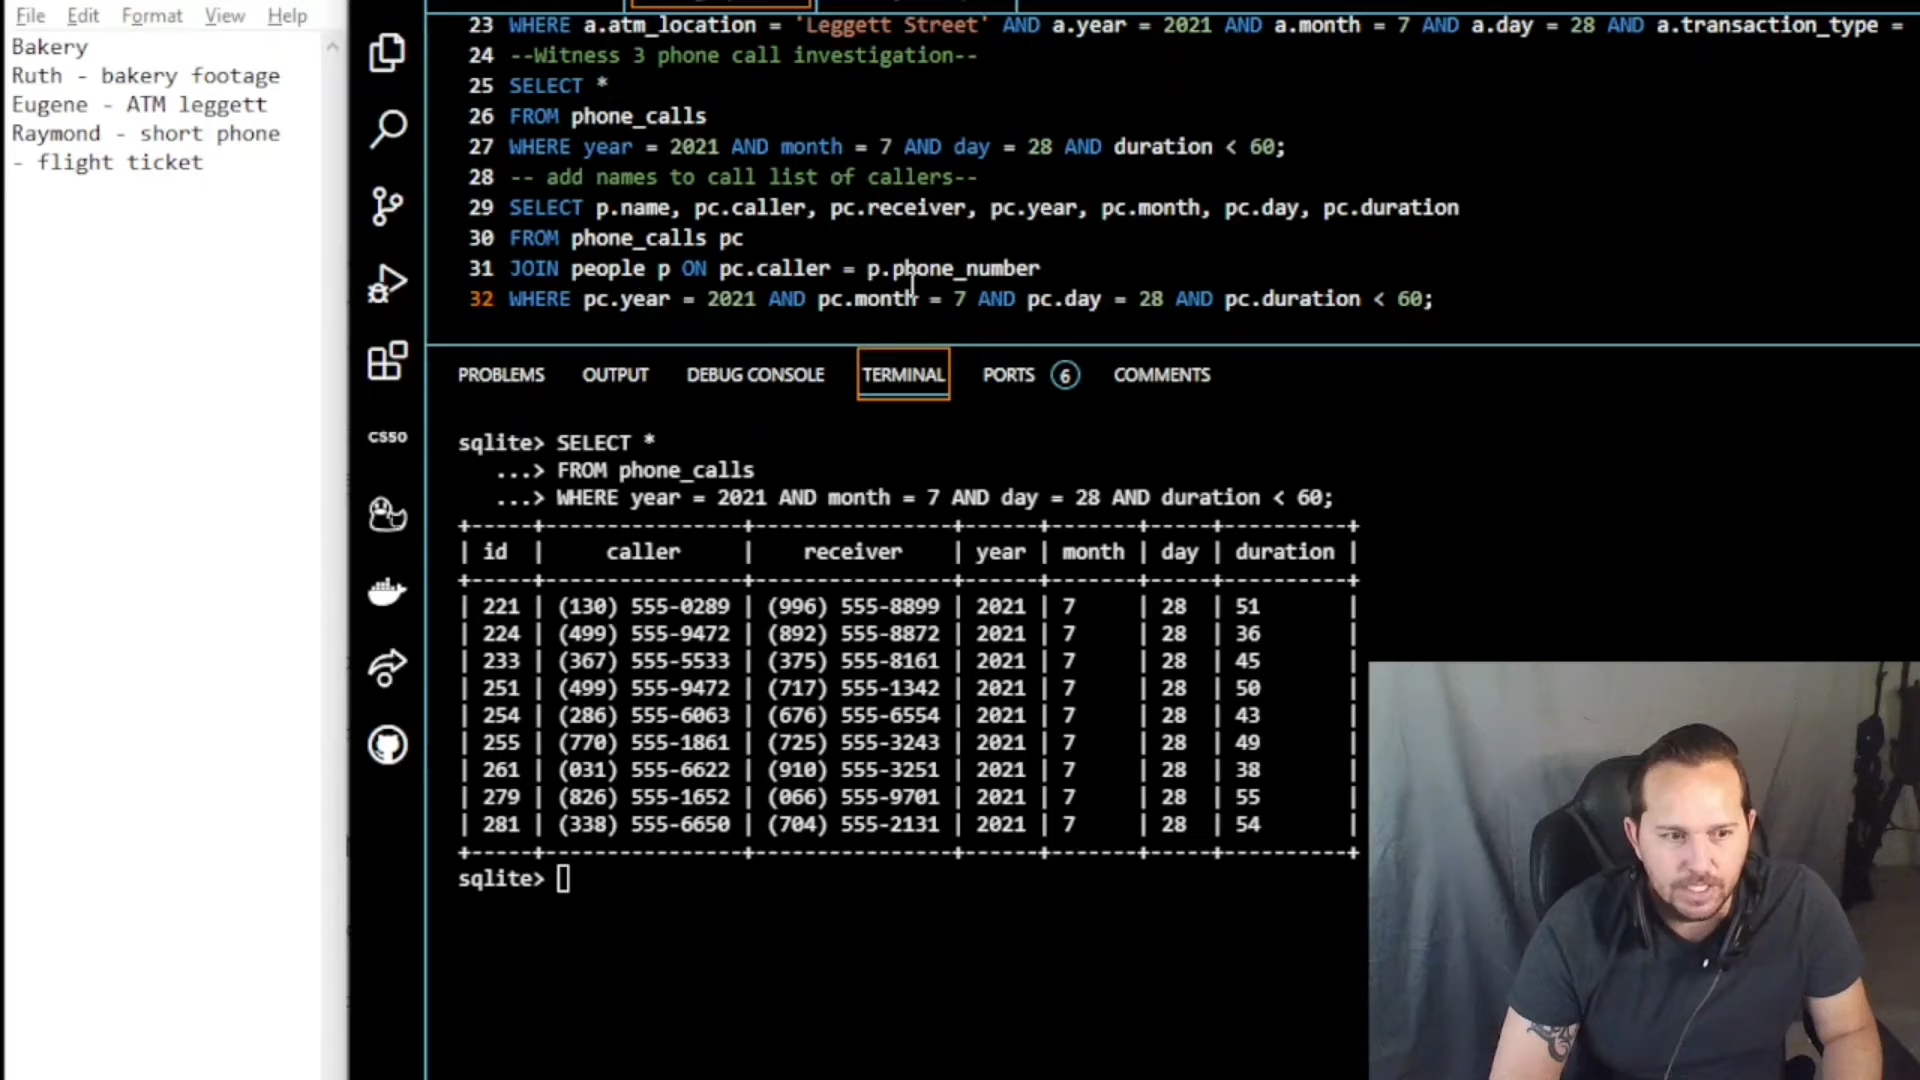 File Edit Format View Help
Bakery
Ruth - bakery footage
Eugene - ATM leggett
Raymond - short phone
- flight ticket
CS50
23 WHERE a.atm_location = 'Leggett Street' AND a.year = 2021 AND a.month = 7 AND a.day = 28 AND a.transaction_type =
24 --Witness 3 phone call investigation--
25 SELECT *
26 FROM phone_calls
27 WHERE year = 2021 AND month = 7 AND day = 28 AND duration < 60;
28 -- add names to call list of callers--
29 SELECT p.name, pc.caller, pc.receiver, pc.year, pc.month, pc.day, pc.duration
30 FROM phone_calls pc
31 JOIN people p ON pc.caller = p.phone_number
32 WHERE pc.year = 2021 AND pc.month = 7 AND pc.day = 28 AND pc.duration < 60;
PROBLEMS OUTPUT DEBUG CONSOLE TERMINAL PORTS 6 COMMENTS
sqlite> SELECT *
...> FROM phone_calls
...> WHERE year = 2021 AND month = 7 AND day = 28 AND duration < 60;
| id | caller | receiver | year | month | day | duration |
| 221 | (130) 555-0289 | (996) 555-8899 | 2021 | 7 | 28 | 51 |
| 224 | (499) 555-9472 | (892) 555-8872 | 2021 | 7 | 28 | 36 |
| 233 | (367) 555-5533 | (375) 555-8161 | 2021 | 7 | 28 | 45 |
| 251 | (499) 555-9472 | (717) 555-1342 | 2021 | 7 | 28 | 50 |
| 254 | (286) 555-6063 | (676) 555-6554 | 2021 | 7 | 28 | 43 |
| 255 | (770) 555-1861 | (725) 555-3243 | 2021 | 7 | 28 | 49 |
| 261 | (031) 555-6622 | (910) 555-3251 | 2021 | 7 | 28 | 38 |
| 279 | (826) 555-1652 | (066) 555-9701 | 2021 | 7 | 28 | 55 |
| 281 | (338) 555-6650 | (704) 555-2131 | 2021 | 7 | 28 | 54 |
sqlite>